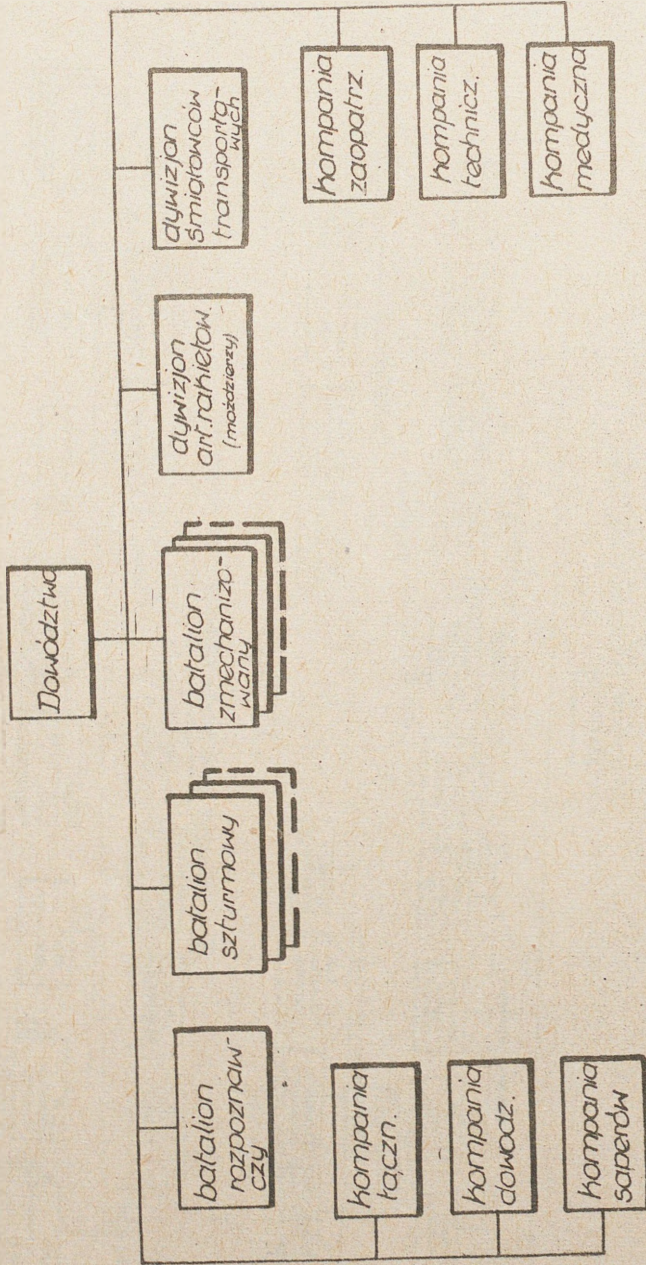 Dowództwo
batalion
rozpoznaw-
czy
batalion
szturmowy
batalion
zmechanizo-
wany
dywizjon
art. rakietow.
(moździerzy)
dywizjon
śmigłowców
transporto-
wych
kompania
łączn.
kompania
dowodz.
kompania
saperów
kompania
zaopatrz.
kompania
technicz.
kompania
medyczna